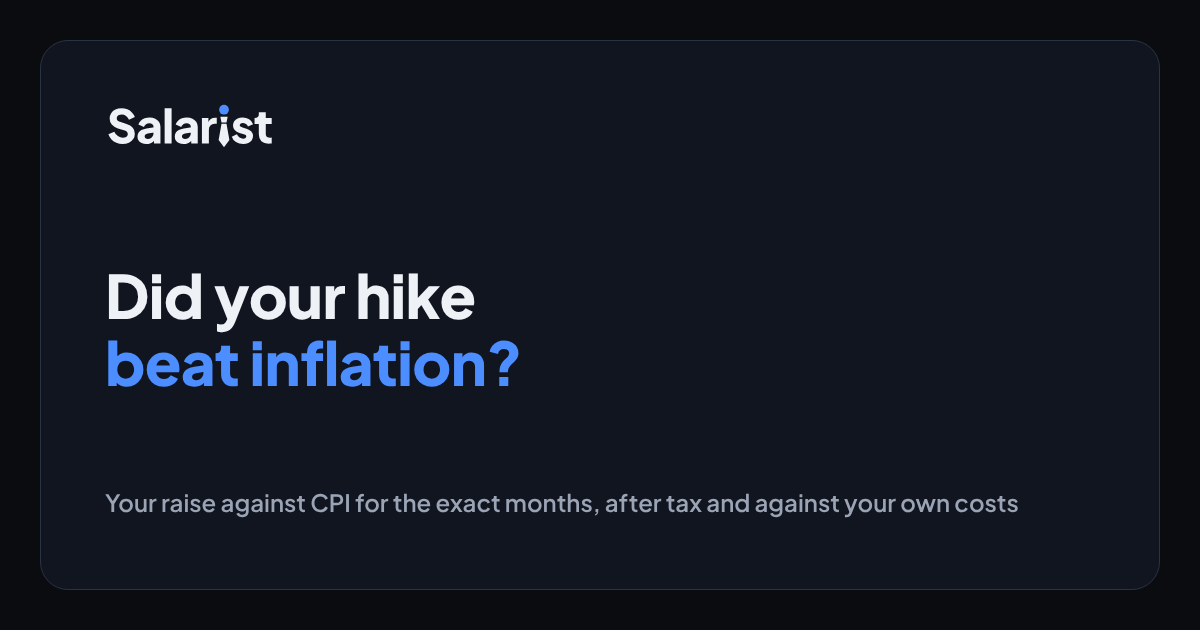 Salarist
Did your hike
beat inflation?
Your raise against CPI for the exact months, after tax and against your own costs